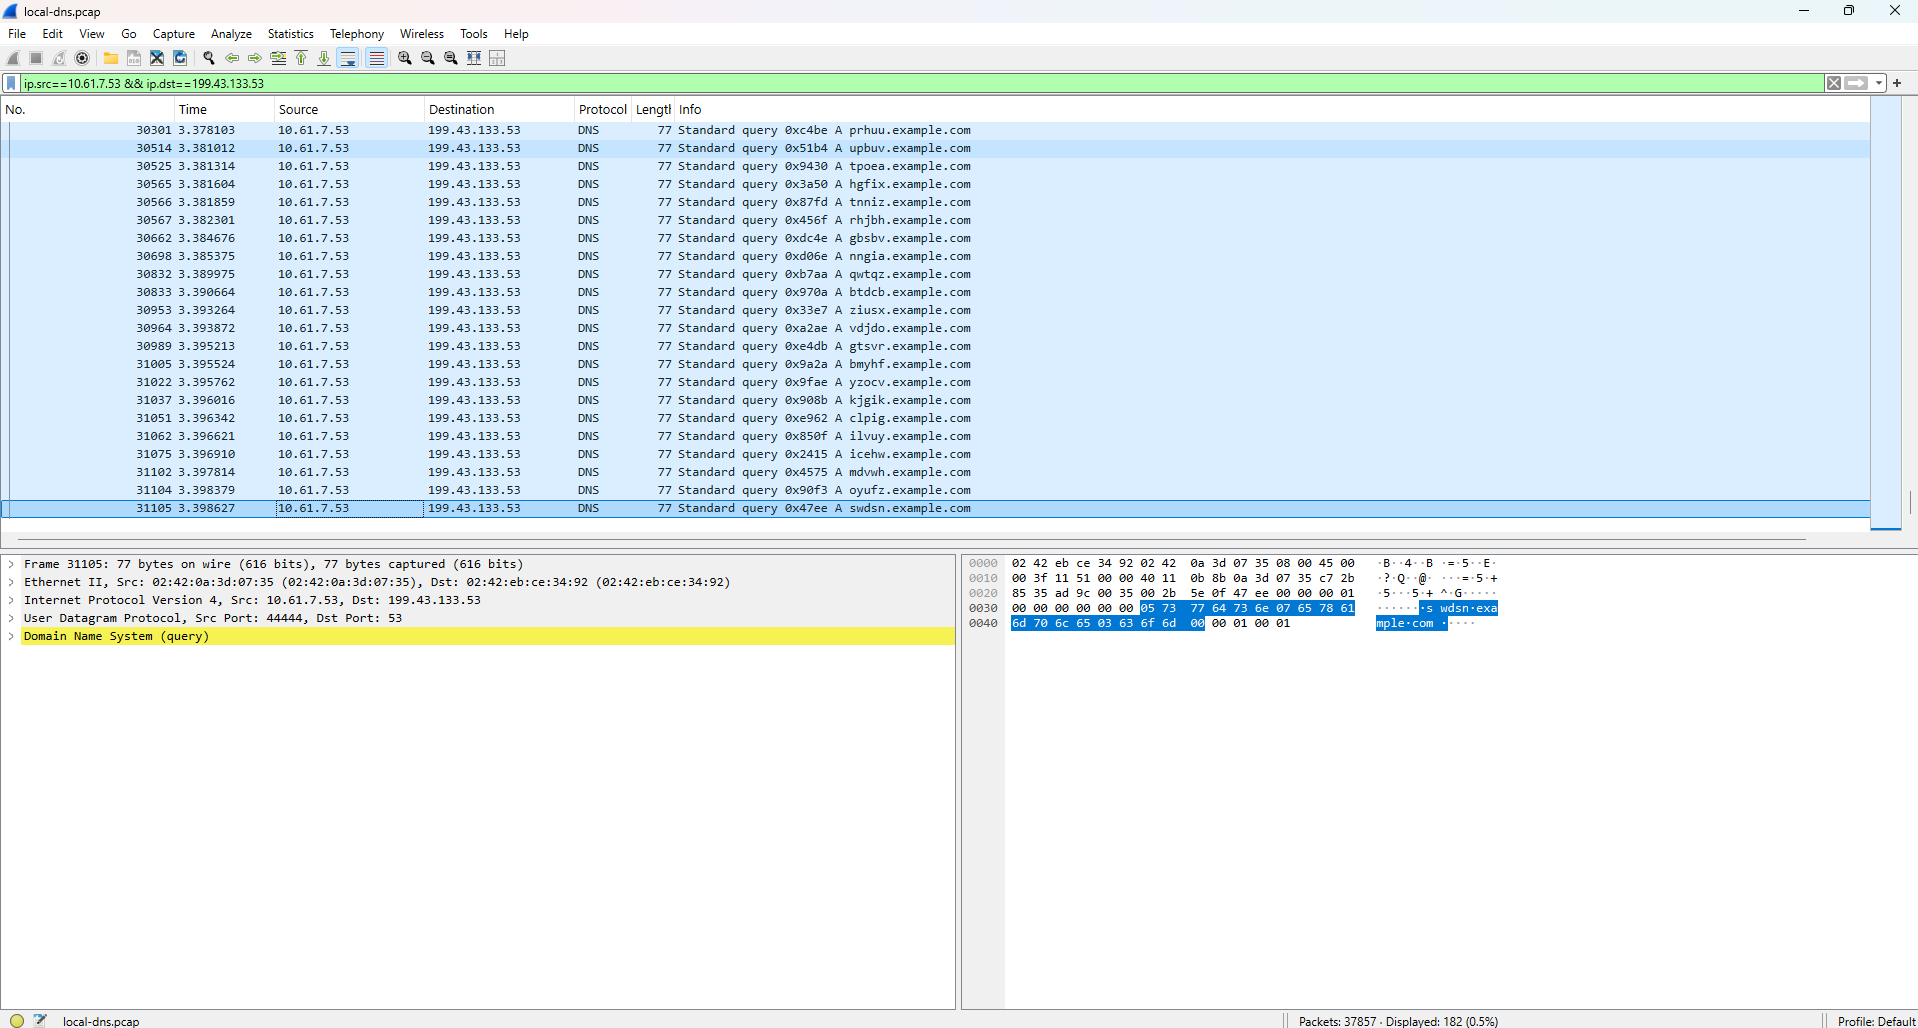 local-dns.pcap
File Edit View Go Capture Analyze Statistics Telephony Wireless Tools Help
ip.src==10.61.7.53 && ip.dst==199.43.133.53
No. Time Source Destination Protocol Lengtl Info
30301 3.378103 10.61.7.53 199.43.133.53 DNS 77 Standard query 0xc4be A prhuu.example.com
30514 3.381012 10.61.7.53 199.43.133.53 DNS 77 Standard query 0x51b4 A upbuv.example.com
30525 3.381314 10.61.7.53 199.43.133.53 DNS 77 Standard query 0x9430 A tpoea.example.com
30565 3.381604 10.61.7.53 199.43.133.53 DNS 77 Standard query 0x3a50 A hgfix.example.com
30566 3.381859 10.61.7.53 199.43.133.53 DNS 77 Standard query 0x87fd A tnniz.example.com
30567 3.382301 10.61.7.53 199.43.133.53 DNS 77 Standard query 0x456f A rhjbh.example.com
30662 3.384676 10.61.7.53 199.43.133.53 DNS 77 Standard query 0xdc4e A gbsbv.example.com
30698 3.385375 10.61.7.53 199.43.133.53 DNS 77 Standard query 0xd06e A nngia.example.com
30832 3.389975 10.61.7.53 199.43.133.53 DNS 77 Standard query 0xb7aa A qwtqz.example.com
30833 3.390664 10.61.7.53 199.43.133.53 DNS 77 Standard query 0x970a A btdcb.example.com
30953 3.393264 10.61.7.53 199.43.133.53 DNS 77 Standard query 0x33e7 A ziusx.example.com
30964 3.393872 10.61.7.53 199.43.133.53 DNS 77 Standard query 0xa2ae A vdjdo.example.com
30989 3.395213 10.61.7.53 199.43.133.53 DNS 77 Standard query 0xe4db A gtsvr.example.com
31005 3.395524 10.61.7.53 199.43.133.53 DNS 77 Standard query 0x9a2a A bmyhf.example.com
31022 3.395762 10.61.7.53 199.43.133.53 DNS 77 Standard query 0x9fae A yzocv.example.com
31037 3.396016 10.61.7.53 199.43.133.53 DNS 77 Standard query 0x908b A kjgik.example.com
31051 3.396342 10.61.7.53 199.43.133.53 DNS 77 Standard query 0xe962 A clpig.example.com
31062 3.396621 10.61.7.53 199.43.133.53 DNS 77 Standard query 0x850f A ilvuy.example.com
31075 3.396910 10.61.7.53 199.43.133.53 DNS 77 Standard query 0x2415 A icehw.example.com
31102 3.397814 10.61.7.53 199.43.133.53 DNS 77 Standard query 0x4575 A mdvwh.example.com
31104 3.398379 10.61.7.53 199.43.133.53 DNS 77 Standard query 0x90f3 A oyufz.example.com
31105 3.398627 10.61.7.53 199.43.133.53 DNS 77 Standard query 0x47ee A swdsn.example.com
Frame 31105: 77 bytes on wire (616 bits), 77 bytes captured (616 bits)
Ethernet II, Src: 02:42:0a:3d:07:35 (02:42:0a:3d:07:35), Dst: 02:42:eb:ce:34:92 (02:42:eb:ce:34:92)
Internet Protocol Version 4, Src: 10.61.7.53, Dst: 199.43.133.53
User Datagram Protocol, Src Port: 44444, Dst Port: 53
Domain Name System (query)
0000 02 42 eb ce 34 92 02 42 0a 3d 07 35 08 00 45 00 ·B··4··B ·=·5··E·
0010 00 3f 11 51 00 00 40 11 0b 8b 0a 3d 07 35 c7 2b ·?·Q··@· ···=·5·+
0020 85 35 ad 9c 00 35 00 2b 5e 0f 47 ee 00 00 00 01 ·5···5·+ ^·G·····
0030 00 00 00 00 00 00 05 73 77 64 73 6e 07 65 78 61 ·······s wdsn·exa
0040 6d 70 6c 65 03 63 6f 6d 00 00 01 00 01 mple·com ·····
local-dns.pcap
Packets: 37857 · Displayed: 182 (0.5%)
Profile: Default